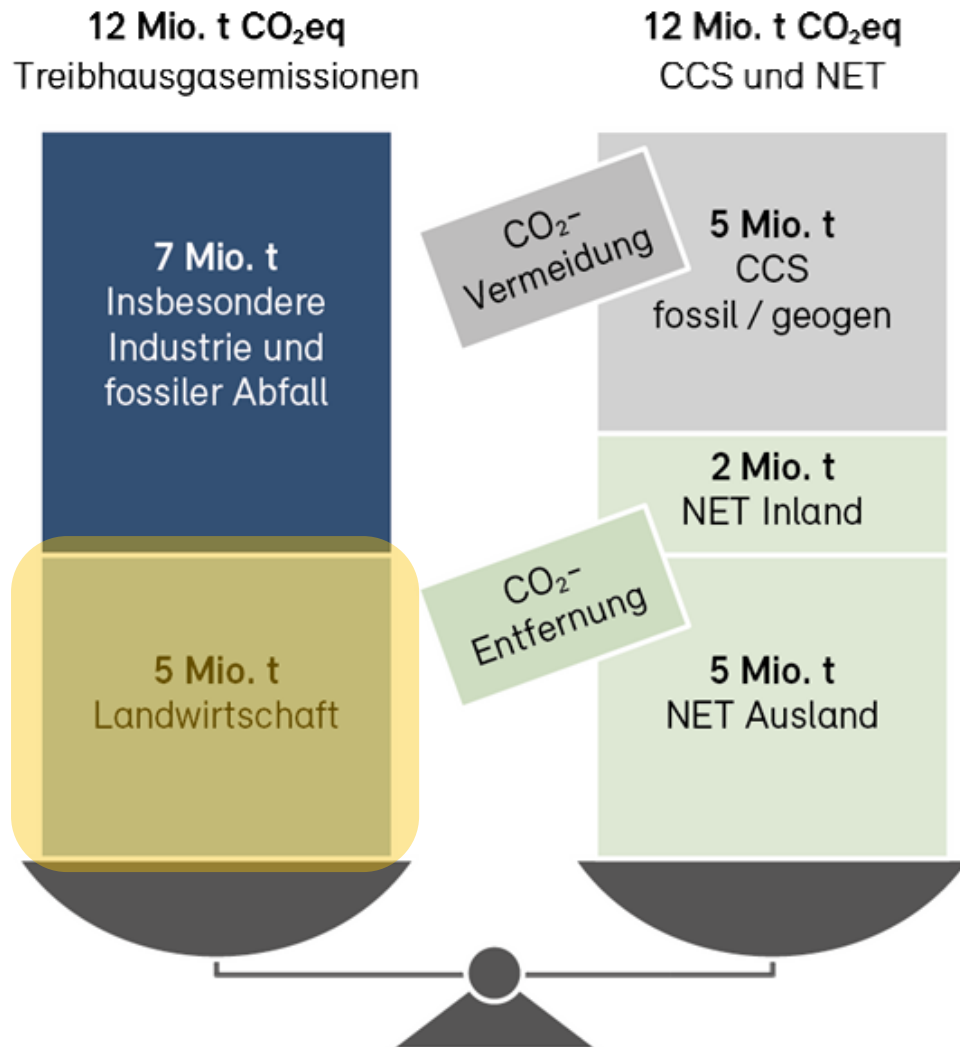 12 Mio. t CO₂eq
Treibhausgasemissionen
7 Mio. t
Insbesondere
Industrie und
fossiler Abfall
5 Mio. t
Landwirtschaft
12 Mio. t CO₂eq
CCS und NET
CO₂-
Vermeidung
5 Mio. t
CCS
fossil / geogen
2 Mio. t
NET Inland
CO₂-
Entfernung
5 Mio. t
NET Ausland